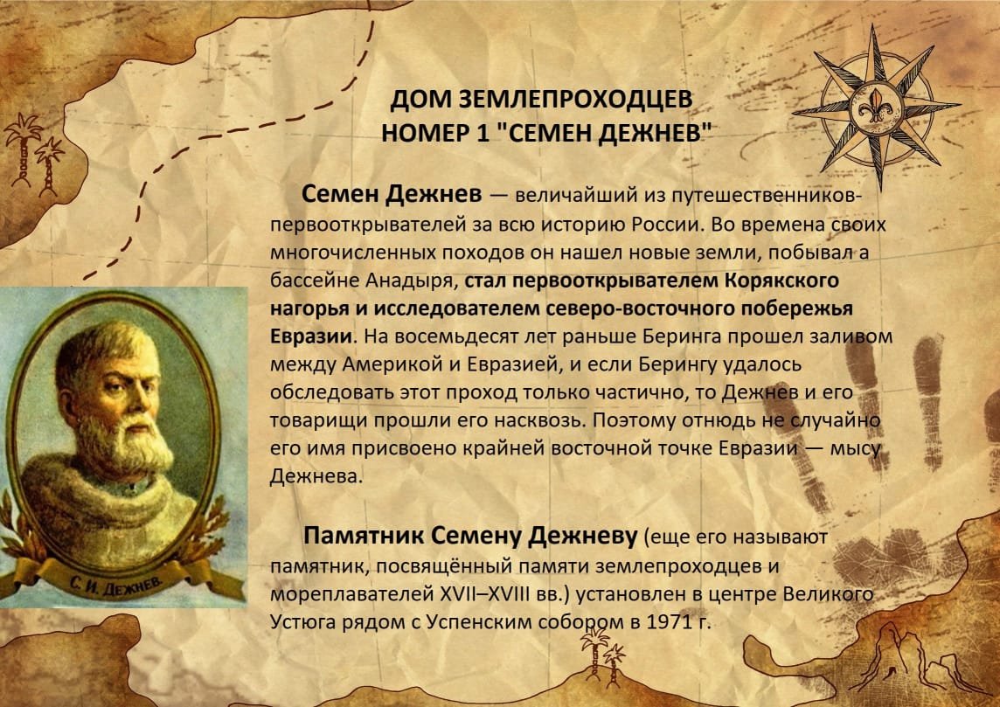 ДОМ ЗЕМЛЕПРОХОДЦЕВ
НОМЕР 1 "СЕМЕН ДЕЖНЕВ"
Семен Дежнев — величайший из путешественников-
первооткрывателей за всю историю России. Во времена своих
многочисленных походов он нашел новые земли, побывал а
бассейне Анадыря, стал первооткрывателем Корякского
нагорья и исследователем северо-восточного побережья
Евразии. На восемьдесят лет раньше Беринга прошел заливом
между Америкой и Евразией, и если Берингу удалось
обследовать этот проход только частично, то Дежнев и его
товарищи прошли его насквозь. Поэтому отнюдь не случайно
его имя присвоено крайней восточной точке Евразии — мысу
Дежнева.
Памятник Семену Дежневу (еще его называют
памятник, посвящённый памяти землепроходцев и
мореплавателей XVII–XVIII вв.) установлен в центре Великого
Устюга рядом с Успенским собором в 1971 г.
С. И. ДЕЖНЕВ.